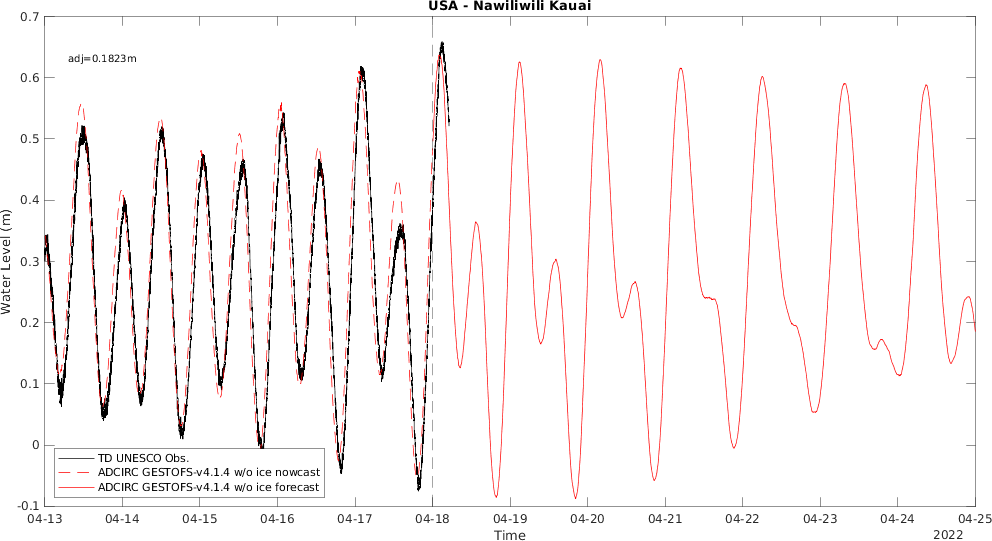 USA - Nawiliwili Kauai
0.7
0.6
0.5
0.4
0.3
0.2
0.1
0
-0.1
Water Level (m)
adj=0.1823m
TD UNESCO Obs.
ADCIRC GESTOFS-v4.1.4 w/o ice nowcast
ADCIRC GESTOFS-v4.1.4 w/o ice forecast
04-13 04-14 04-15 04-16 04-17 04-18 04-19 04-20 04-21 04-22 04-23 04-24 04-25
Time
2022